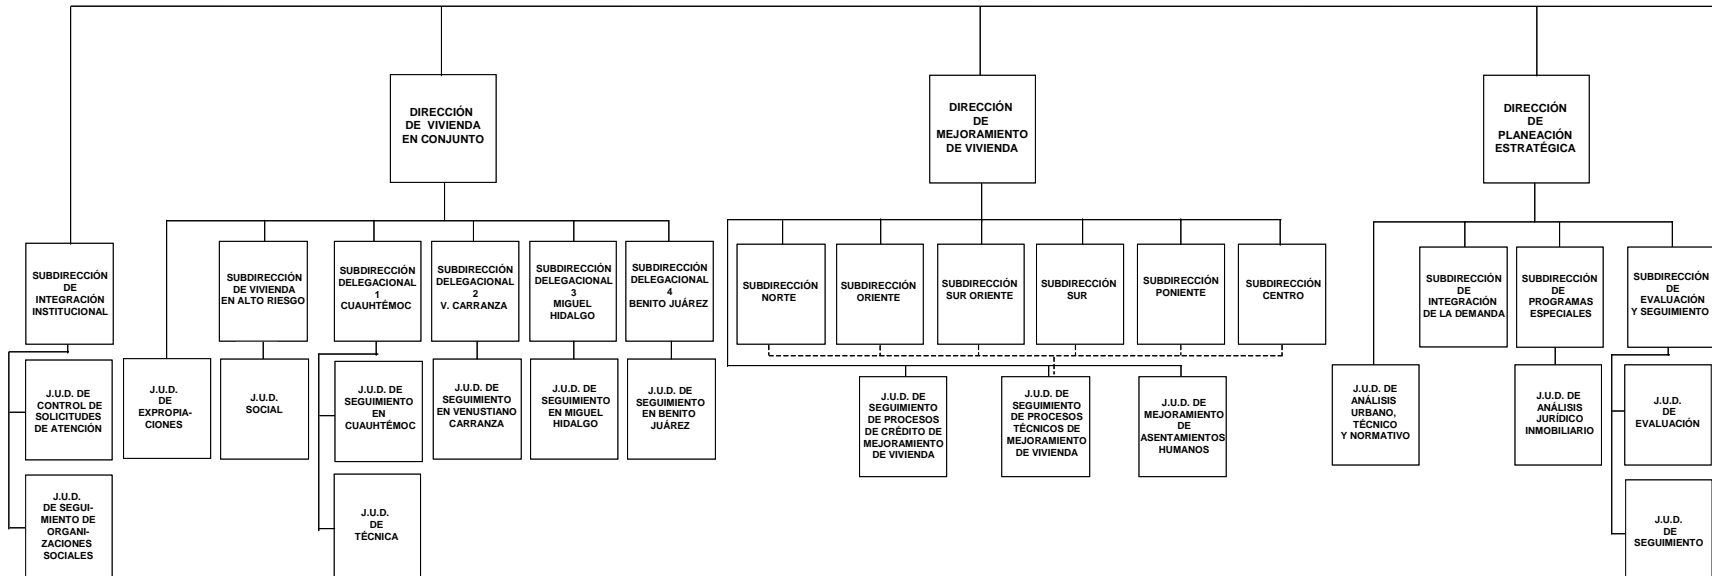 DIRECCIÓN
DE VIVIENDA
EN CONJUNTO
DIRECCIÓN
DE
MEJORAMIENTO
DE VIVIENDA
DIRECCIÓN
DE
PLANEACIÓN
ESTRATÉGICA
SUBDIRECCIÓN
DE
INTEGRACIÓN
INSTITUCIONAL
SUBDIRECCIÓN
DE VIVIENDA
EN ALTO RIESGO
SUBDIRECCIÓN
DELEGACIONAL
1
CUAUHTÉMOC
SUBDIRECCIÓN
DELEGACIONAL
2
V. CARRANZA
SUBDIRECCIÓN
DELEGACIONAL
3
MIGUEL
HIDALGO
SUBDIRECCIÓN
DELEGACIONAL
4
BENITO JUÁREZ
SUBDIRECCIÓN
NORTE
SUBDIRECCIÓN
ORIENTE
SUBDIRECCIÓN
SUR ORIENTE
SUBDIRECCIÓN
SUR
SUBDIRECCIÓN
PONIENTE
SUBDIRECCIÓN
CENTRO
SUBDIRECCIÓN
DE
INTEGRACIÓN
DE LA DEMANDA
SUBDIRECCIÓN
DE
PROGRAMAS
ESPECIALES
SUBDIRECCIÓN
DE
EVALUACIÓN
Y SEGUIMIENTO
J.U.D. DE
CONTROL DE
SOLICITUDES
DE ATENCIÓN
J.U.D.
DE
EXPROPIA-
CIONES
J.U.D.
SOCIAL
J.U.D. DE
SEGUIMIENTO
EN
CUAUHTÉMOC
J.U.D. DE
SEGUIMIENTO
EN VENUSTIANO
CARRANZA
J.U.D. DE
SEGUIMIENTO
EN MIGUEL
HIDALGO
J.U.D. DE
SEGUIMIENTO
EN BENITO
JUÁREZ
J.U.D. DE
SEGUIMIENTO
DE PROCESOS
DE CRÉDITO DE
MEJORAMIENTO
DE VIVIENDA
J.U.D. DE
SEGUIMIENTO
DE PROCESOS
TÉCNICOS DE
MEJORAMIENTO
DE VIVIENDA
J.U.D. DE
MEJORAMIENTO
DE
ASENTAMIENTOS
HUMANOS
J.U.D. DE
ANÁLISIS
URBANO,
TÉCNICO
Y NORMATIVO
J.U.D. DE
ANÁLISIS
JURÍDICO
INMOBILIARIO
J.U.D.
DE
EVALUACIÓN
J.U.D.
DE SEGUI-
MIENTO DE
ORGANI-
ZACIONES
SOCIALES
J.U.D.
DE
TÉCNICA
J.U.D.
DE
SEGUIMIENTO